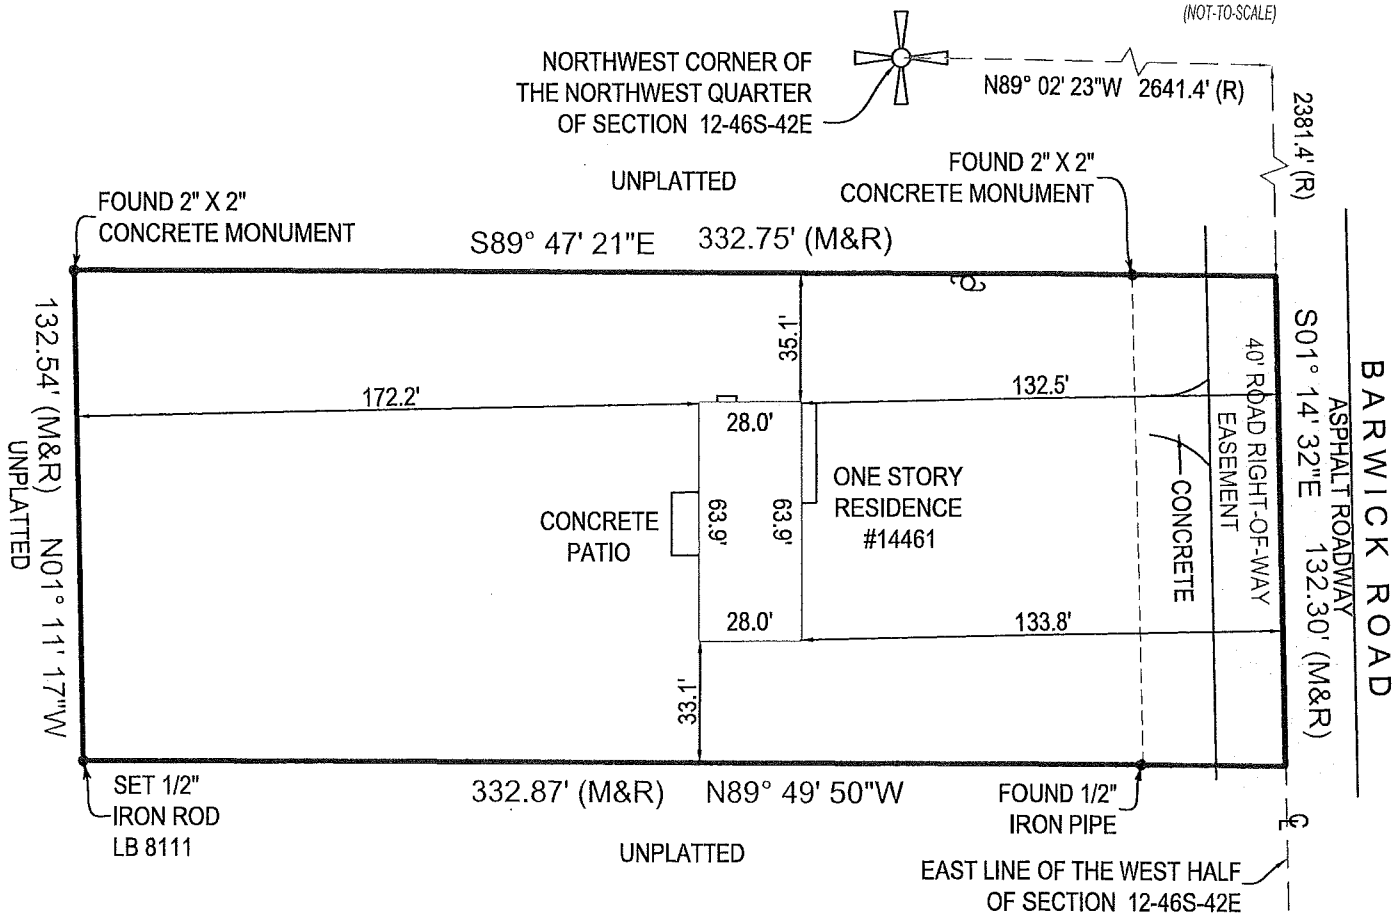 (NOT-TO-SCALE)
NORTHWEST CORNER OF
THE NORTHWEST QUARTER
OF SECTION 12-46S-42E
N89° 02' 23"W 2641.4' (R)
2381.4' (R)
UNPLATTED
FOUND 2" X 2"
CONCRETE MONUMENT
FOUND 2" X 2"
CONCRETE MONUMENT
S89° 47' 21"E 332.75' (M&R)
132.54' (M&R) N01° 11' 17"W
UNPLATTED
35.1'
172.2'
132.5'
28.0'
63.9'
63.9'
28.0'
CONCRETE
PATIO
ONE STORY
RESIDENCE
#14461
CONCRETE
40' ROAD RIGHT-OF-WAY
EASEMENT
S01° 14' 32"E 132.30' (M&R)
ASPHALT ROADWAY
BARWICK ROAD
133.8'
33.1'
SET 1/2"
IRON ROD
LB 8111
332.87' (M&R) N89° 49' 50"W
FOUND 1/2"
IRON PIPE
UNPLATTED
EAST LINE OF THE WEST HALF
OF SECTION 12-46S-42E